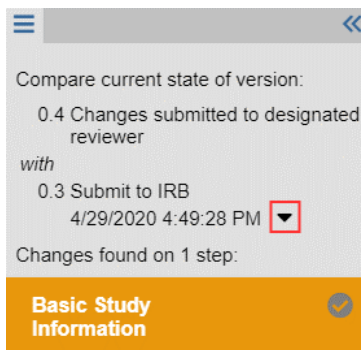 Compare current state of version:
0.4 Changes submitted to designated
reviewer
with
0.3 Submit to IRB
4/29/2020 4:49:28 PM
Changes found on 1 step:
Basic Study
Information